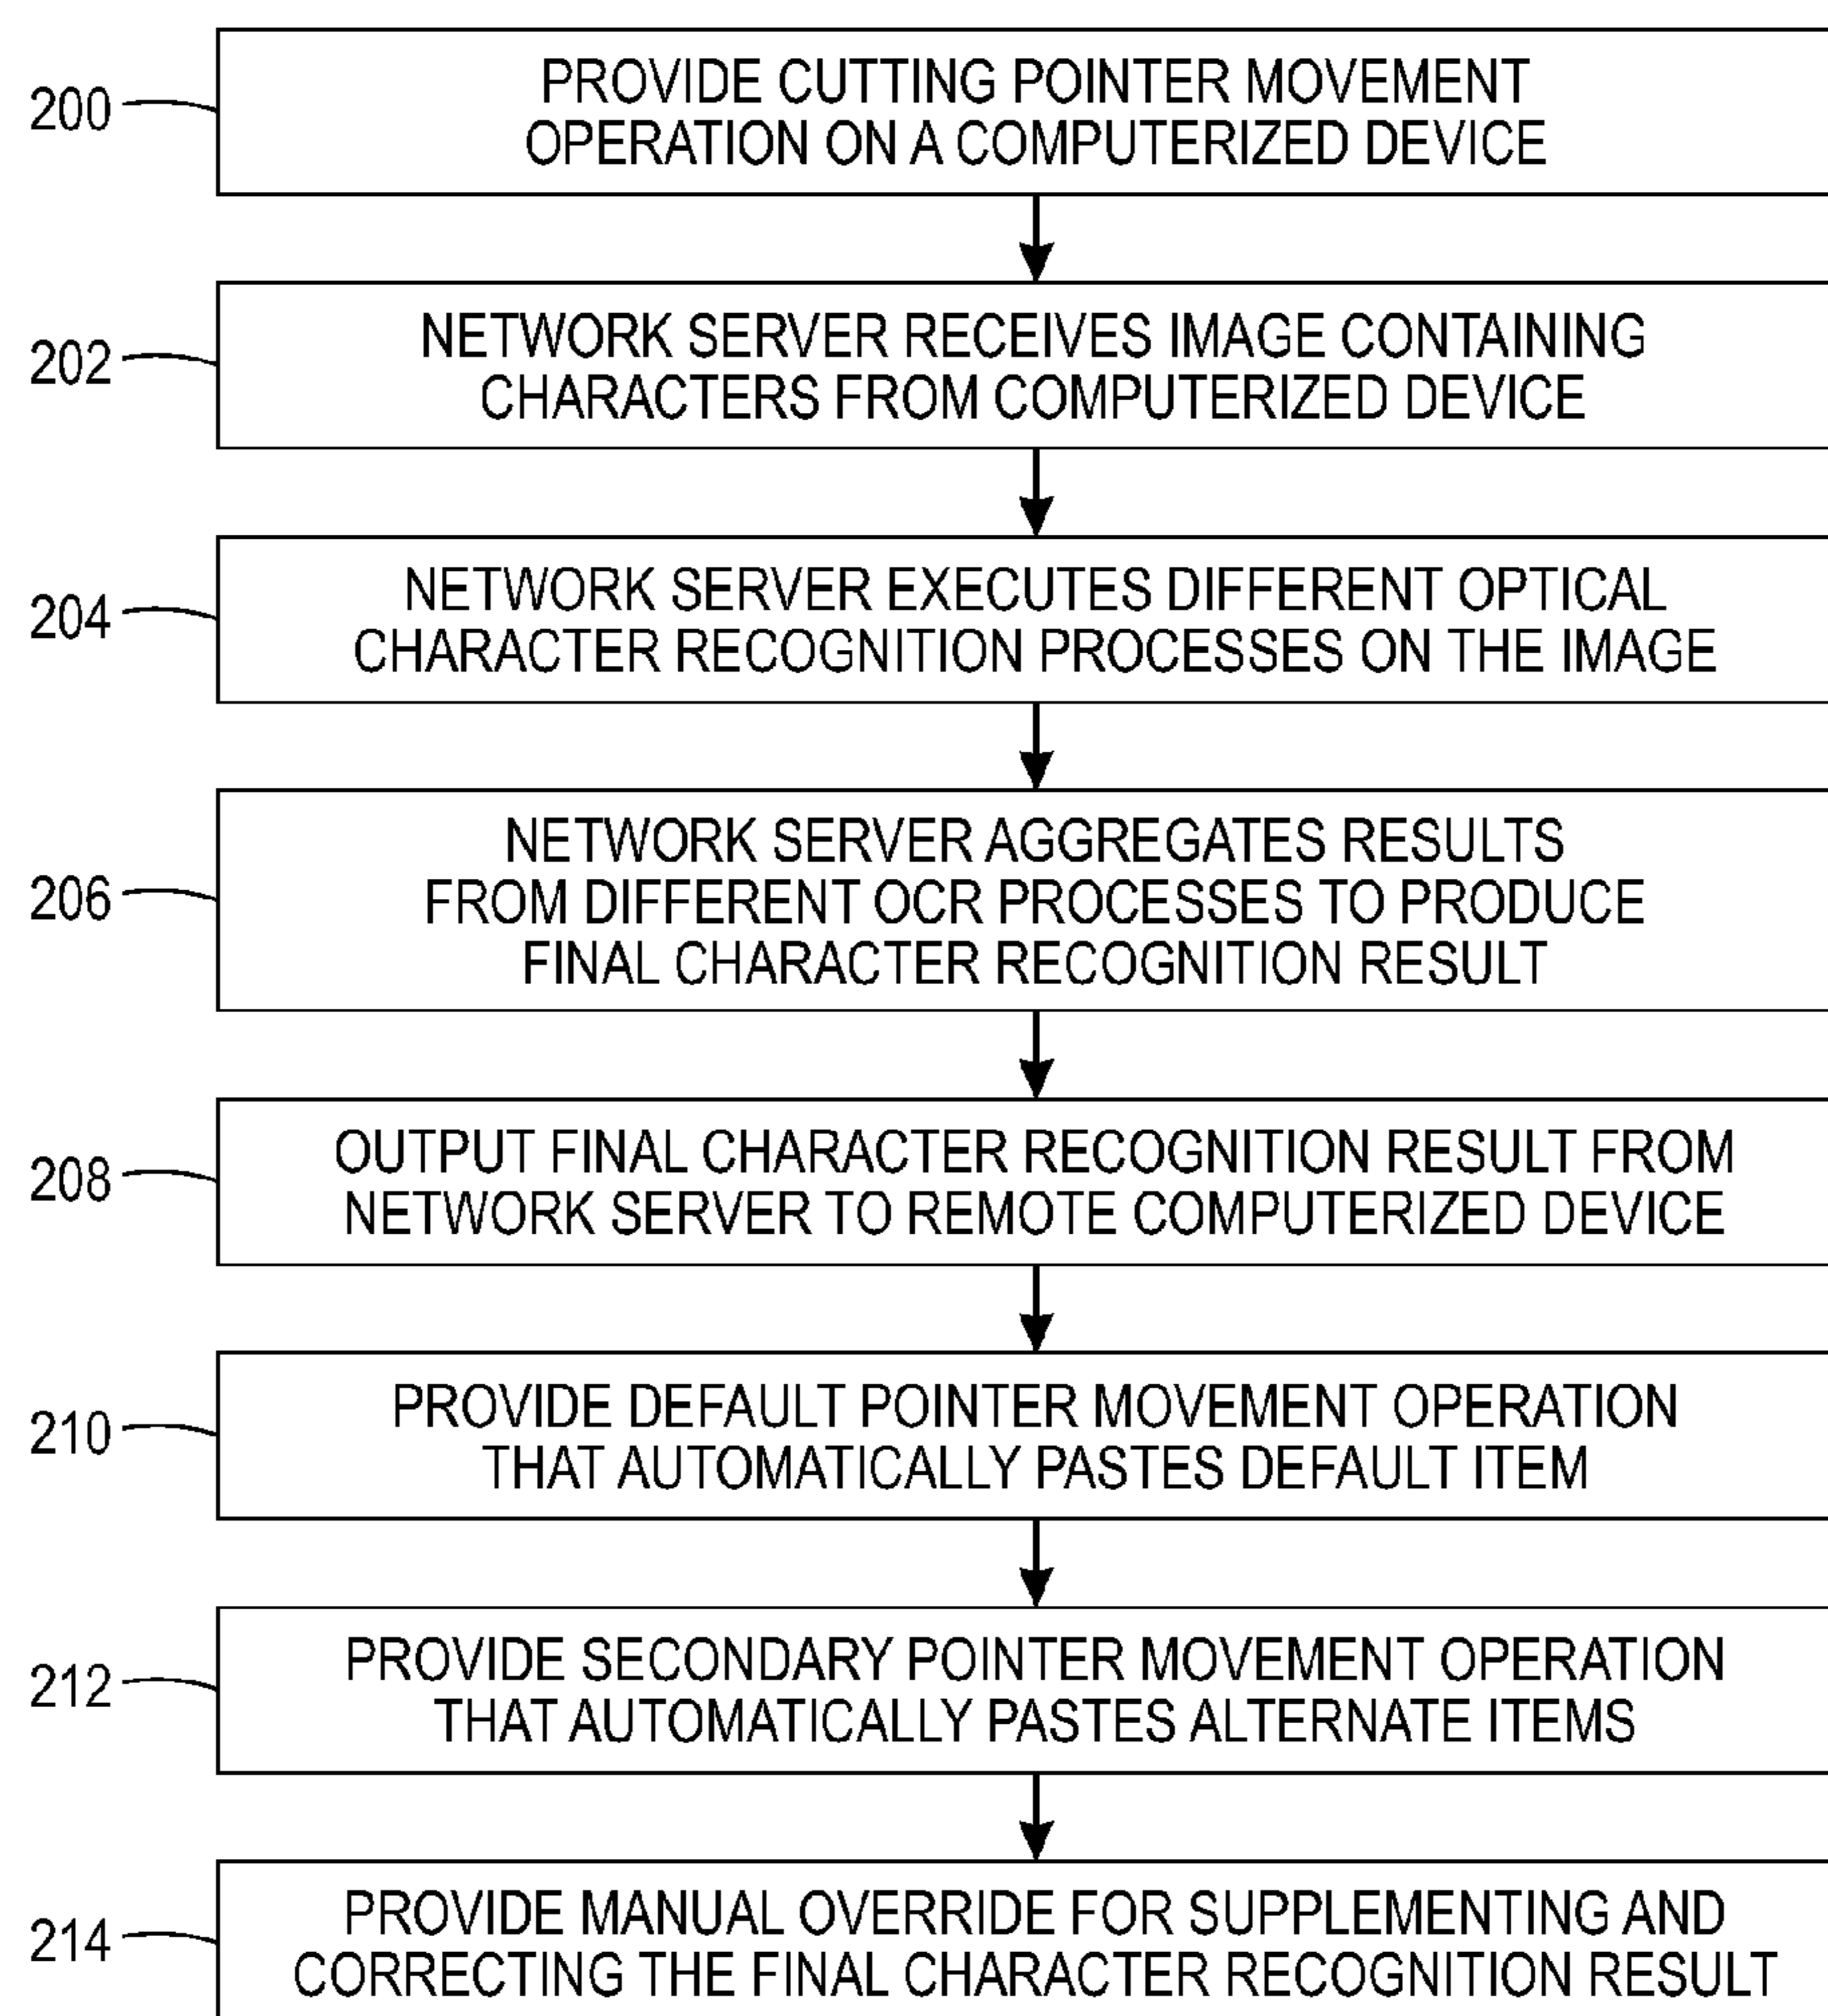 200
PROVIDE CUTTING POINTER MOVEMENT
OPERATION ON A COMPUTERIZED DEVICE
202
NETWORK SERVER RECEIVES IMAGE CONTAINING
CHARACTERS FROM COMPUTERIZED DEVICE
204
NETWORK SERVER EXECUTES DIFFERENT OPTICAL
CHARACTER RECOGNITION PROCESSES ON THE IMAGE
206
NETWORK SERVER AGGREGATES RESULTS
FROM DIFFERENT OCR PROCESSES TO PRODUCE
FINAL CHARACTER RECOGNITION RESULT
208
OUTPUT FINAL CHARACTER RECOGNITION RESULT FROM
NETWORK SERVER TO REMOTE COMPUTERIZED DEVICE
210
PROVIDE DEFAULT POINTER MOVEMENT OPERATION
THAT AUTOMATICALLY PASTES DEFAULT ITEM
212
PROVIDE SECONDARY POINTER MOVEMENT OPERATION
THAT AUTOMATICALLY PASTES ALTERNATE ITEMS
214
PROVIDE MANUAL OVERRIDE FOR SUPPLEMENTING AND
CORRECTING THE FINAL CHARACTER RECOGNITION RESULT